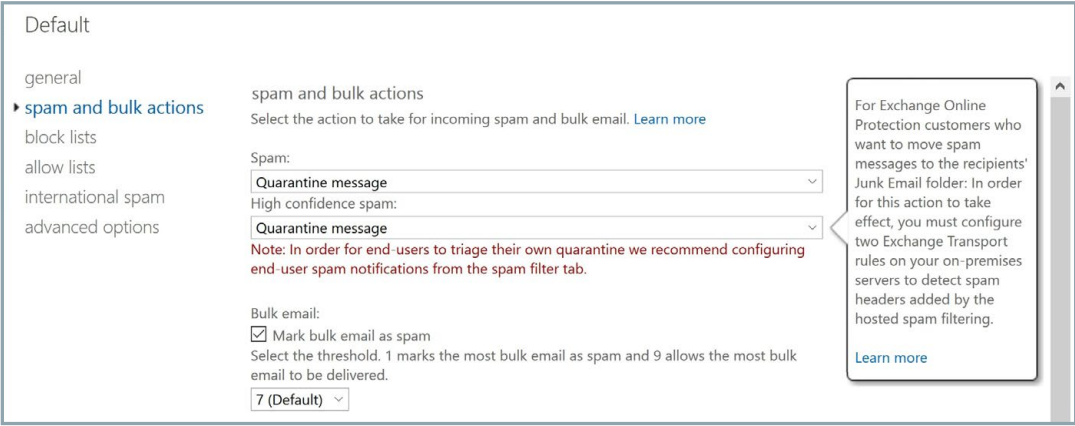 Default
general
spam and bulk actions
block lists
allow lists
international spam
advanced options
spam and bulk actions
Select the action to take for incoming spam and bulk email. Learn more
Spam:
Quarantine message
High confidence spam:
Quarantine message
Note: In order for end-users to triage their own quarantine we recommend configuring
end-user spam notifications from the spam filter tab.
Bulk email:
Mark bulk email as spam
Select the threshold. 1 marks the most bulk email as spam and 9 allows the most bulk
email to be delivered.
7 (Default)
For Exchange Online
Protection customers who
want to move spam
messages to the recipients'
Junk Email folder: In order
for this action to take
effect, you must configure
two Exchange Transport
rules on your on-premises
servers to detect spam
headers added by the
hosted spam filtering.
Learn more